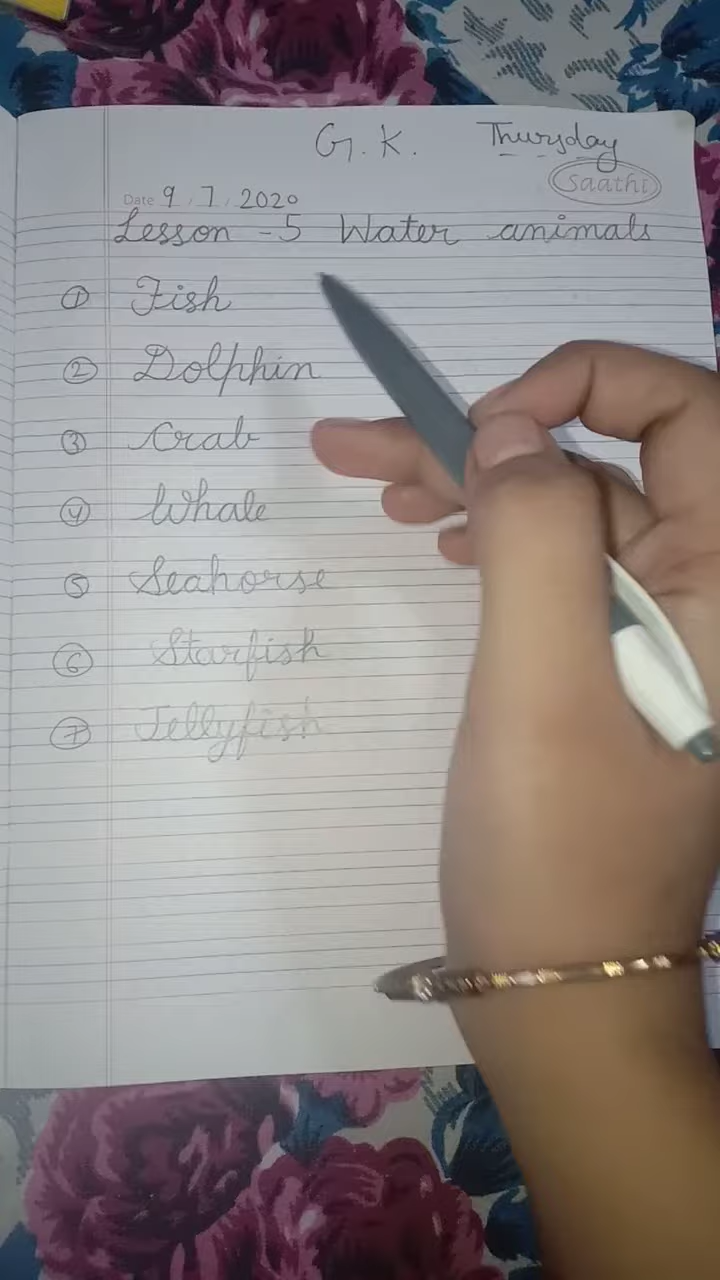 G.K. Thursday
Saathi
Date 9.7.2020
Lesson - 5 Water animals
① Fish
② Dolphin
③ Crab
④ Whale
⑤ Seahorse
⑥ Starfish
⑦ Jellyfish